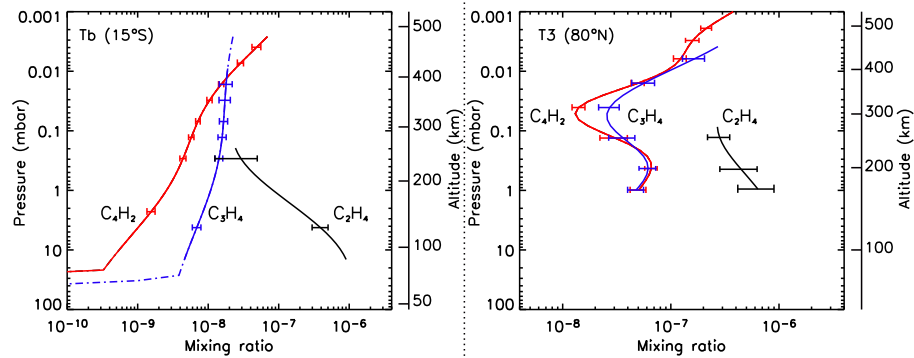 Tb (15°S)
0.001
0.01
0.1
1
10
100
Pressure (mbar)
C₄H₂
C₃H₄
C₂H₄
10⁻¹⁰
10⁻⁹
10⁻⁸
10⁻⁷
10⁻⁶
Mixing ratio
500
400
300
200
100
50
Altitude (km)
T3 (80°N)
0.001
0.01
0.1
1
10
100
Pressure (mbar)
C₄H₂
C₃H₄
C₂H₄
10⁻⁸
10⁻⁷
10⁻⁶
Mixing ratio
500
400
300
200
100
Altitude (km)